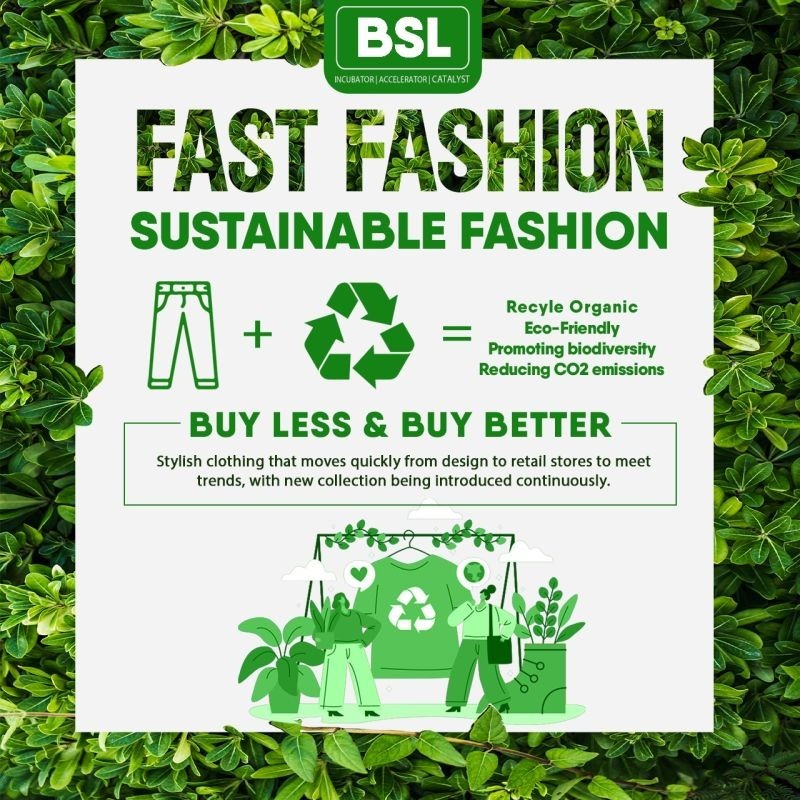 BSL
INCUBATOR | ACCELERATOR | CATALYST
FAST FASHION
SUSTAINABLE FASHION
+
=
Recyle Organic
Eco-Friendly
Promoting biodiversity
Reducing CO2 emissions
BUY LESS & BUY BETTER
Stylish clothing that moves quickly from design to retail stores to meet
trends, with new collection being introduced continuously.